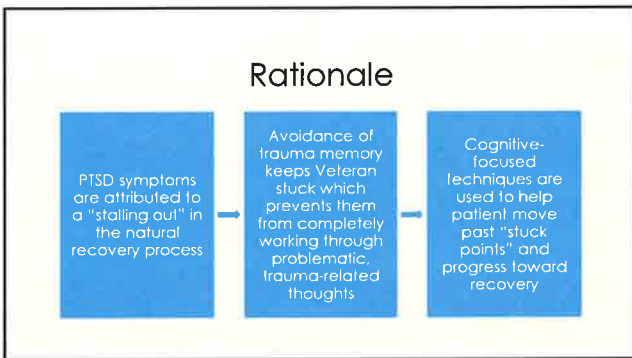 Rationale
PTSD symptoms
are attributed to
a "stalling out" in
the natural
recovery process
Avoidance of
trauma memory
keeps Veteran
stuck which
prevents them
from completely
working through
problematic,
trauma-related
thoughts
Cognitive-
focused
techniques are
used to help
patient move
past "stuck
points" and
progress toward
recovery